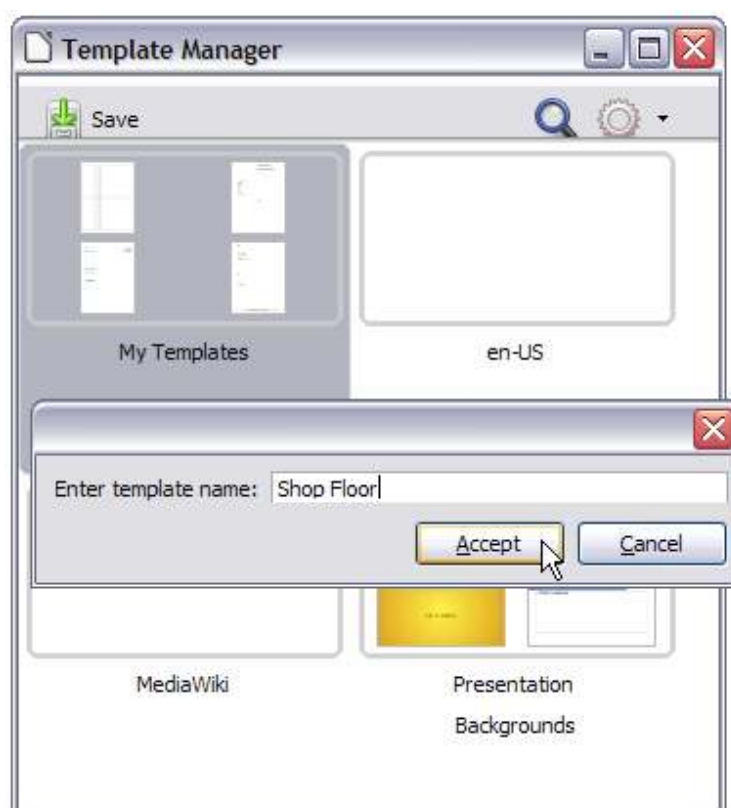 Template Manager
Save
My Templates
en-US
Enter template name: Shop Floor
Accept
Cancel
MediaWiki
Presentation
Backgrounds